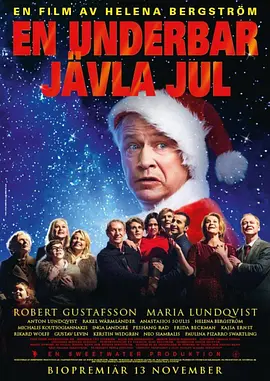 EN FILM AV HELENA BERGSTRÖM
EN UNDERBAR
JÄVLA JUL
ROBERT GUSTAFSSON MARIA LUNDQVIST
ANTON LUNDQVIST RAKEL WÄRMLÄNDER ANASTASIOS SOULIS HELENA BERGSTRÖM
MICHALIS KOUTSOGIANNAKIS INGA LANDGRÉ FESHANG RAD FRIDA BECKMAN KAJSA ERNST
RIKARD WOLFF GUSTAV LEVIN KERSTIN WIDGREN NEO SIAMBALIS PAULINA PIZARRO SWARTLING
EN SWEETWATER PRODUKTION
BIOPREMIÄR 13 NOVEMBER